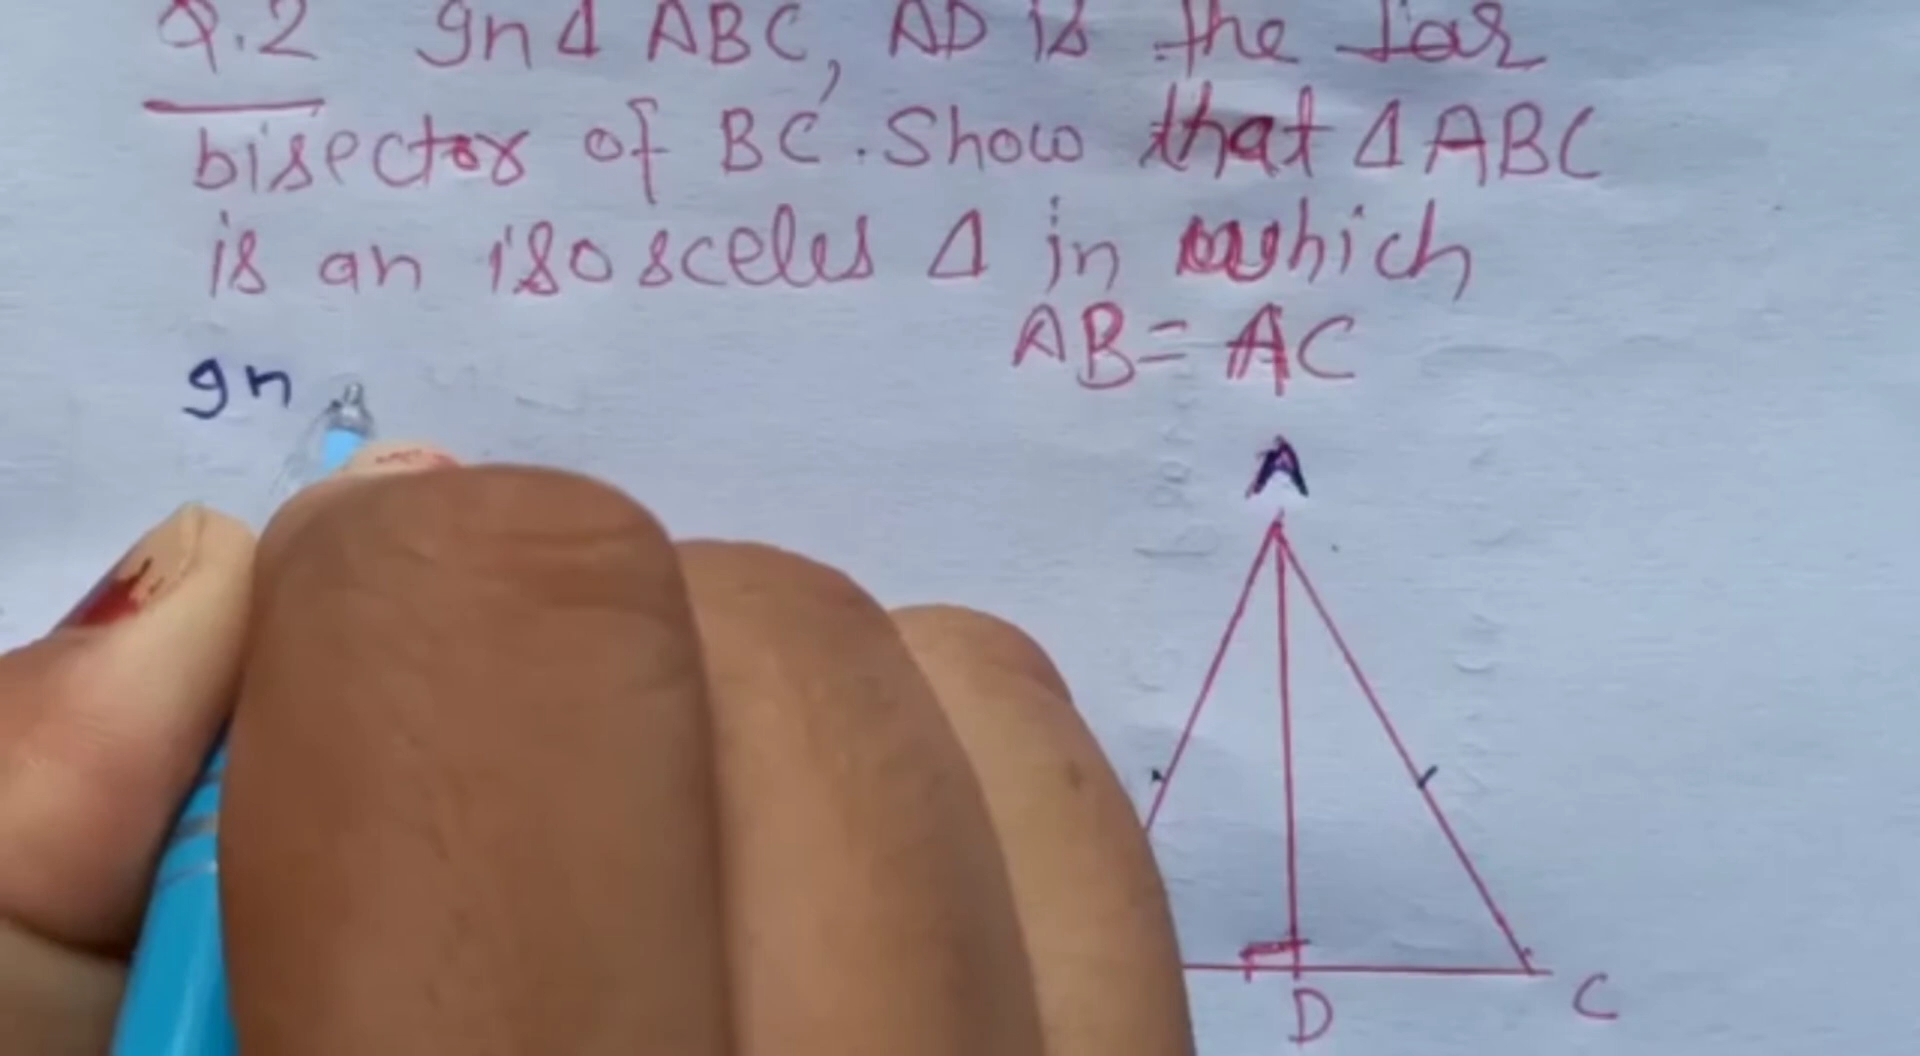 Q.2 In Δ ABC, AD is the ⊥ar
bisector of BC. Show that Δ ABC
is an isosceles Δ in which
AB = AC
In
A
D
C